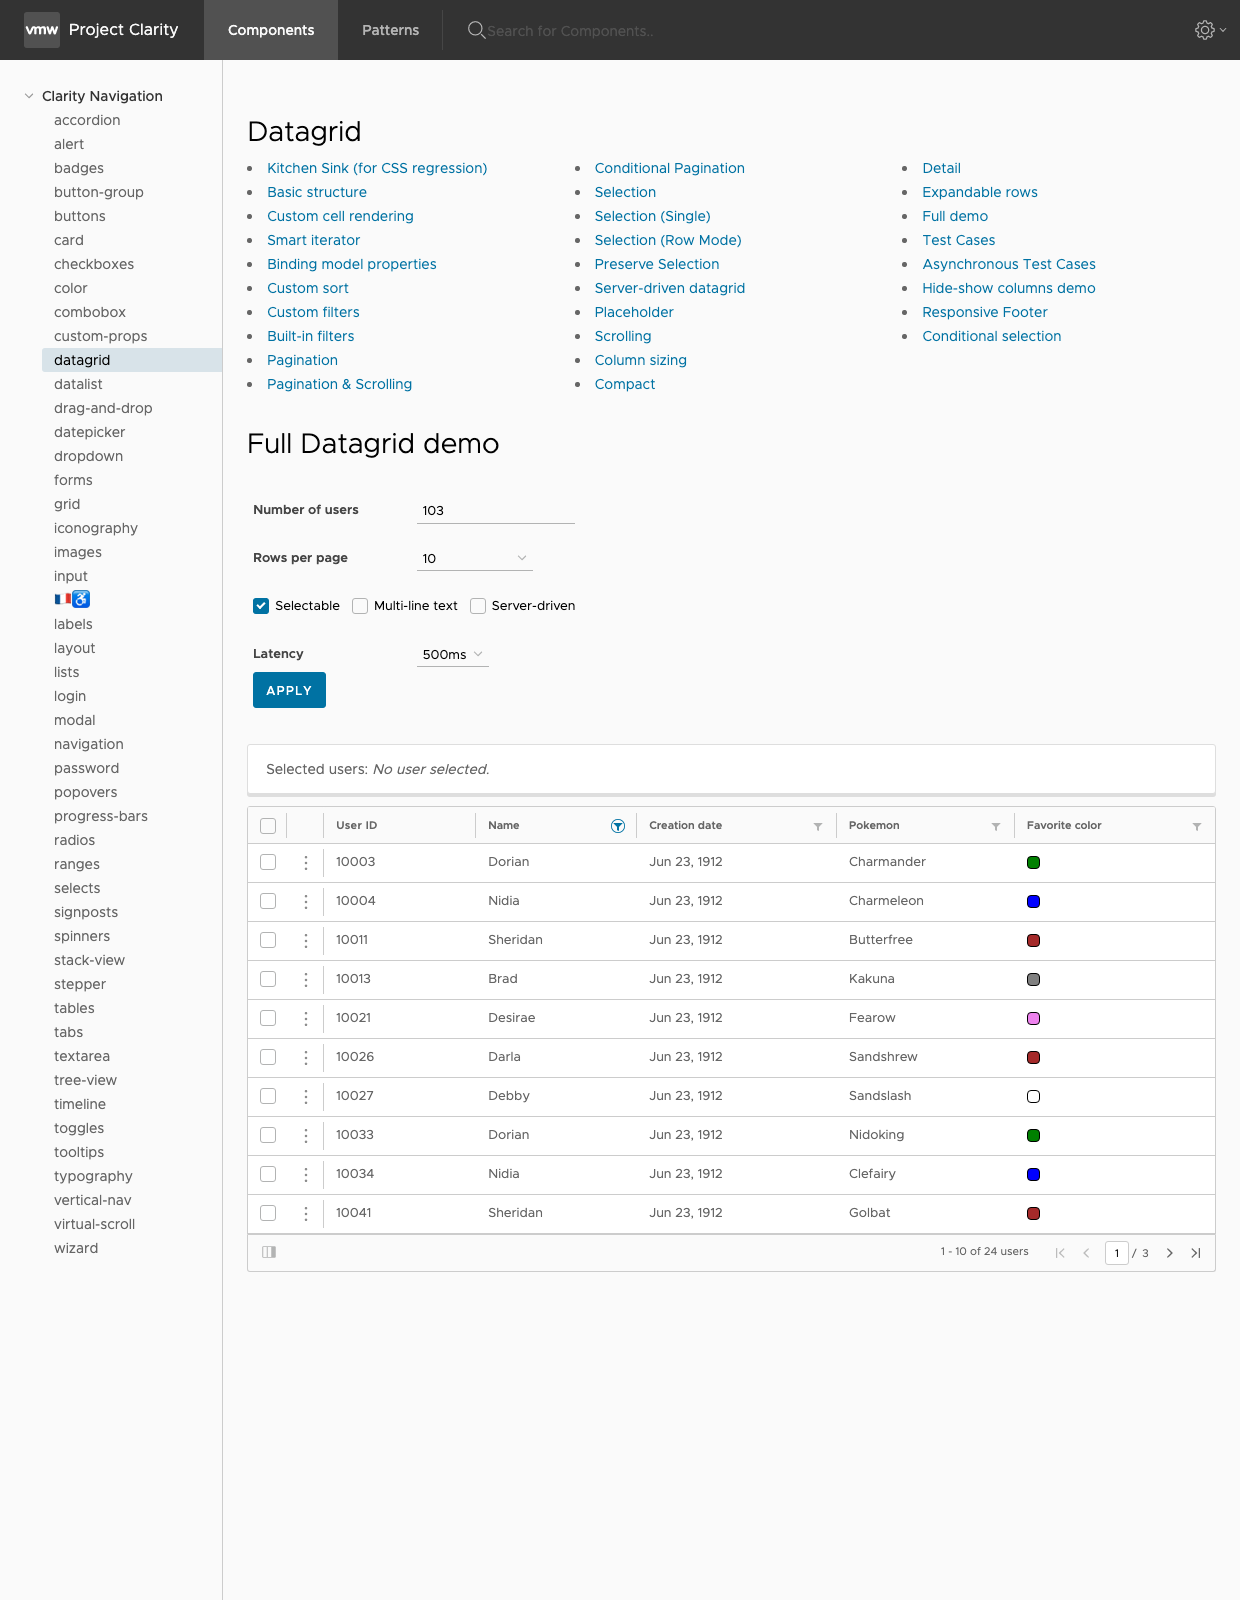 vmw Project Clarity Components Patterns Search for Components..
Clarity Navigation
accordion
alert
badges
button-group
buttons
card
checkboxes
color
combobox
custom-props
datagrid
datalist
drag-and-drop
datepicker
dropdown
forms
grid
iconography
images
input
🇫🇷♿
labels
layout
lists
login
modal
navigation
password
popovers
progress-bars
radios
ranges
selects
signposts
spinners
stack-view
stepper
tables
tabs
textarea
tree-view
timeline
toggles
tooltips
typography
vertical-nav
virtual-scroll
wizard
Datagrid
Kitchen Sink (for CSS regression)
Basic structure
Custom cell rendering
Smart iterator
Binding model properties
Custom sort
Custom filters
Built-in filters
Pagination
Pagination & Scrolling
Conditional Pagination
Selection
Selection (Single)
Selection (Row Mode)
Preserve Selection
Server-driven datagrid
Placeholder
Scrolling
Column sizing
Compact
Detail
Expandable rows
Full demo
Test Cases
Asynchronous Test Cases
Hide-show columns demo
Responsive Footer
Conditional selection
Full Datagrid demo
Number of users 103
Rows per page 10
Selectable Multi-line text Server-driven
Latency 500ms
APPLY
Selected users: No user selected.
User ID Name Creation date Pokemon Favorite color
10003 Dorian Jun 23, 1912 Charmander
10004 Nidia Jun 23, 1912 Charmeleon
10011 Sheridan Jun 23, 1912 Butterfree
10013 Brad Jun 23, 1912 Kakuna
10021 Desirae Jun 23, 1912 Fearow
10026 Darla Jun 23, 1912 Sandshrew
10027 Debby Jun 23, 1912 Sandslash
10033 Dorian Jun 23, 1912 Nidoking
10034 Nidia Jun 23, 1912 Clefairy
10041 Sheridan Jun 23, 1912 Golbat
1 - 10 of 24 users 1 / 3